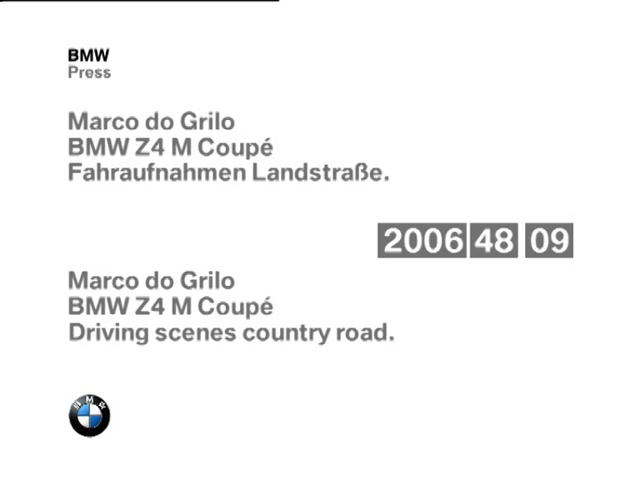 BMW
Press
Marco do Grilo
BMW Z4 M Coupé
Fahraufnahmen Landstraße.
2006 48 09
Marco do Grilo
BMW Z4 M Coupé
Driving scenes country road.
BMW